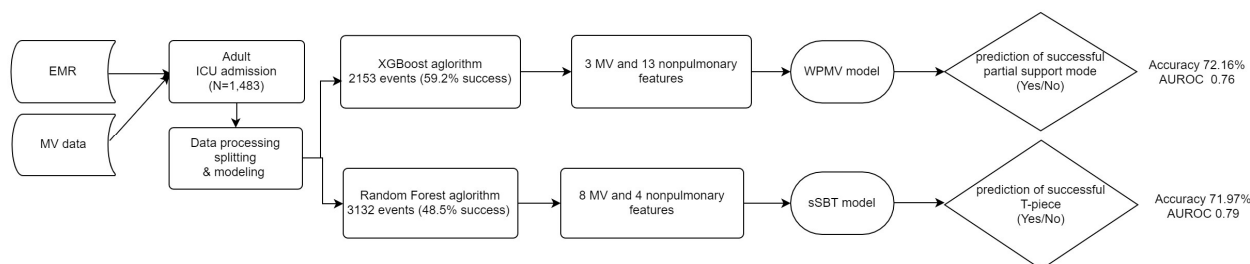 EMR
MV data
Adult
ICU admission
(N=1,483)
Data processing
splitting
& modeling
XGBoost aglorithm
2153 events (59.2% success)
3 MV and 13 nonpulmonary
features
WPMV model
prediction of successful
partial support mode
(Yes/No)
Accuracy 72.16%
AUROC 0.76
Random Forest aglorithm
3132 events (48.5% success)
8 MV and 4 nonpulmonary
features
sSBT model
prediction of successful
T-piece
(Yes/No)
Accuracy 71.97%
AUROC 0.79